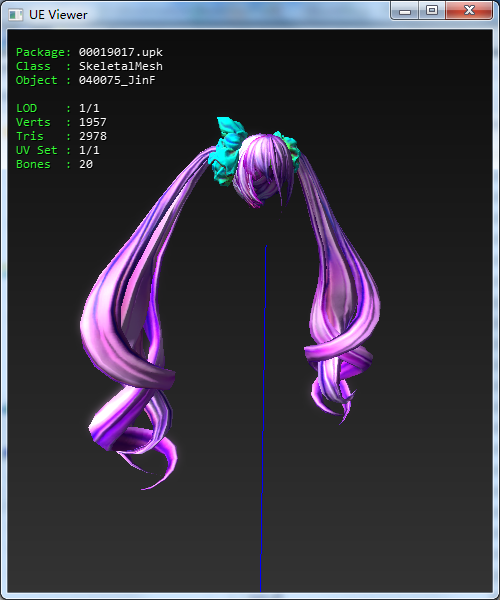 UE Viewer
Package: 00019017.upk
Class  : SkeletalMesh
Object : 040075_JinF
LOD    : 1/1
Verts  : 1957
Tris   : 2978
UV Set : 1/1
Bones  : 20